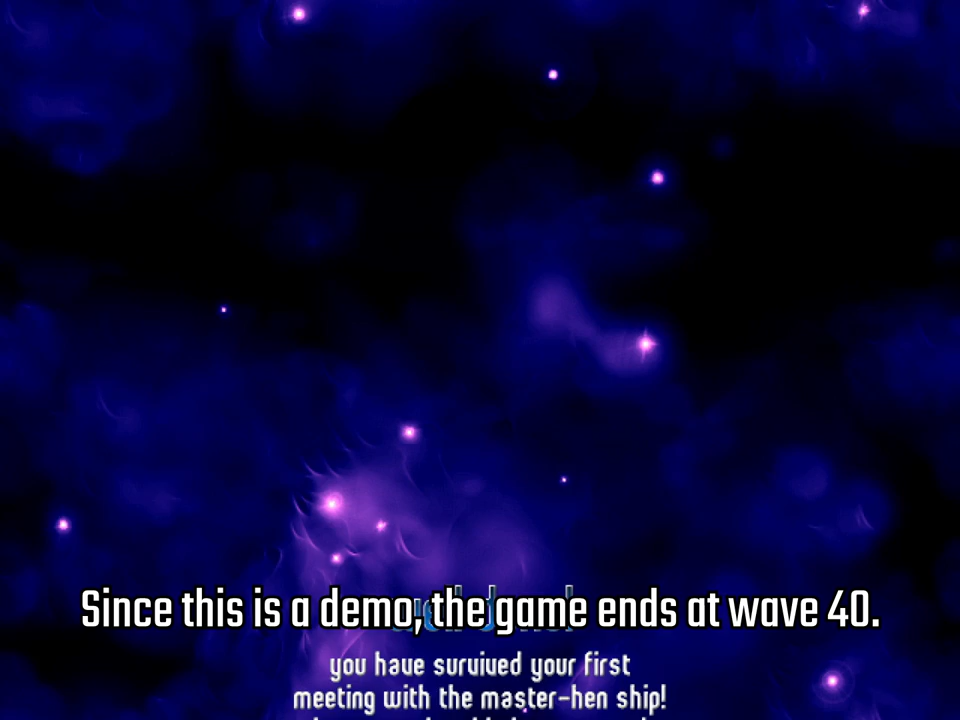 Since this is a demo, the game ends at wave 40.
you have survived your first
meeting with the master-hen ship!